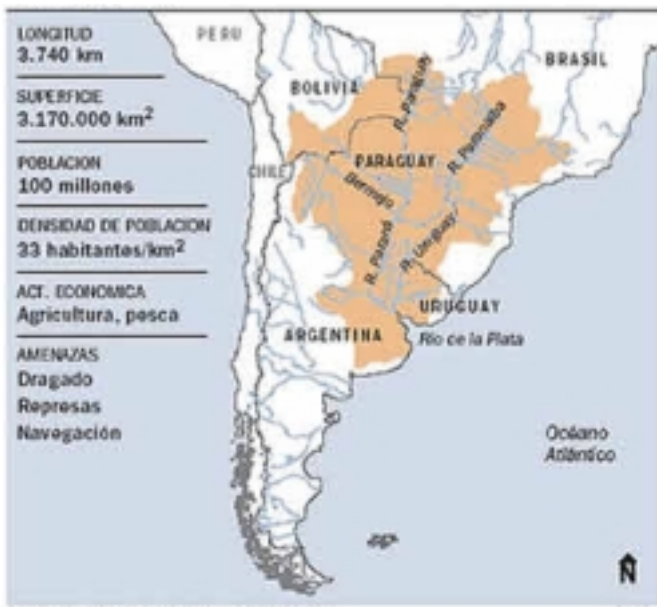 LONGITUD
3.740 km
SUPERFICIE
3.170.000 km²
POBLACION
100 millones
DENSIDAD DE POBLACION
33 habitantes/km²
ACT. ECONOMICA
Agricultura, pesca
AMENAZAS
Dragado
Represas
Navegación
PERU
BRASIL
BOLIVIA
R. Paraguay
R. Paranaiba
PARAGUAY
CHILE
Bermejo
R. Paraná
R. Uruguay
URUGUAY
ARGENTINA
Río de la Plata
Océano
Atlántico
N